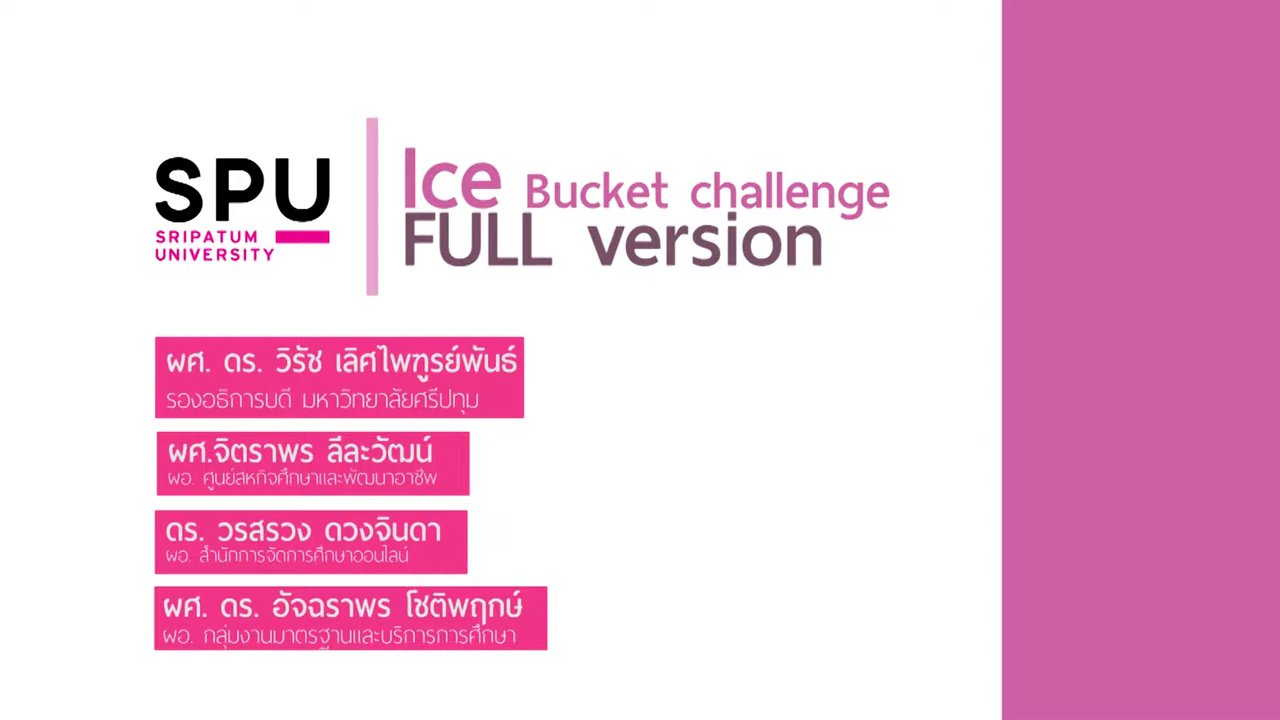 SPU
SRIPATUM
UNIVERSITY
Ice Bucket challenge
FULL version
ผศ. ดร. วิรัช เลิศไพฑูรย์พันธ์
รองอธิการบดี มหาวิทยาลัยศรีปทุม
ผศ.จิตราพร ลีละวัฒน์
ผอ. ศูนย์สหกิจศึกษาและพัฒนาอาชีพ
ดร. วรสรวง ดวงจินดา
ผอ. สำนักการจัดการศึกษาออนไลน์
ผศ. ดร. อัจฉราพร โชติพฤกษ์
ผอ. กลุ่มงานมาตรฐานและบริการการศึกษา